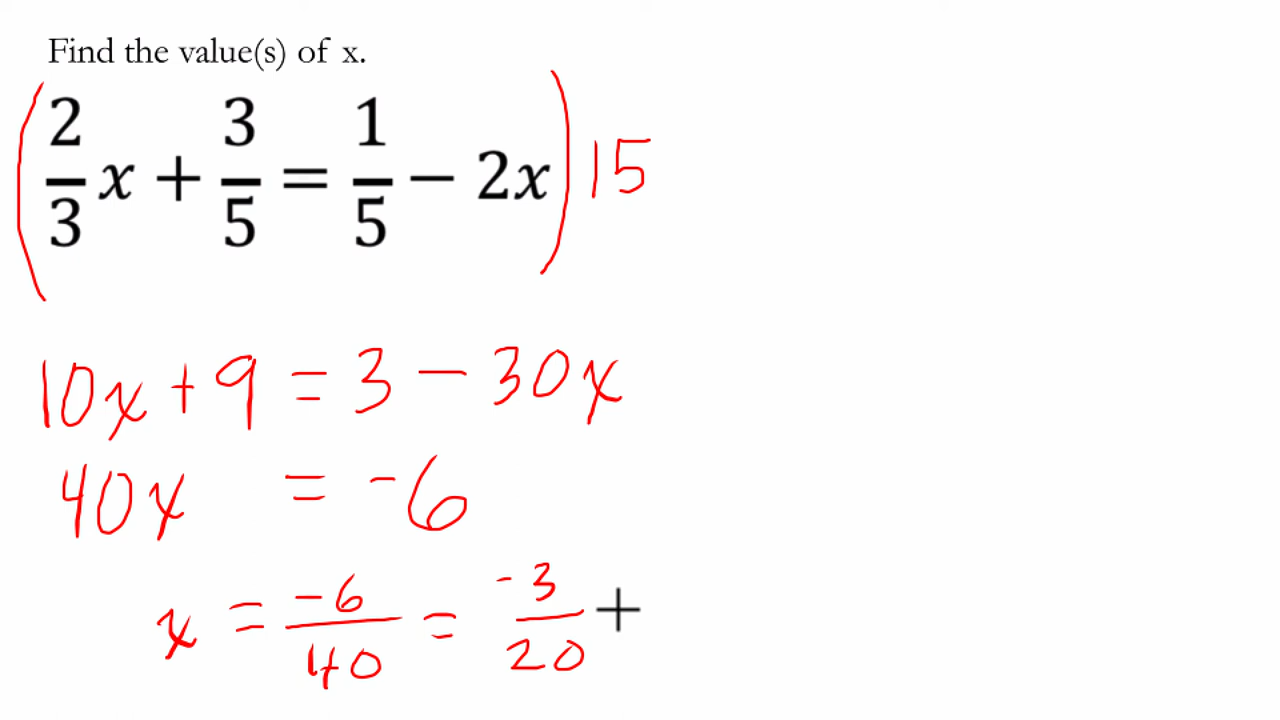 Find the value(s) of x.
(2/3 x + 3/5 = 1/5 − 2x) 15
10x + 9 = 3 − 30x
40x = -6
x = -6/40 = -3/20 +